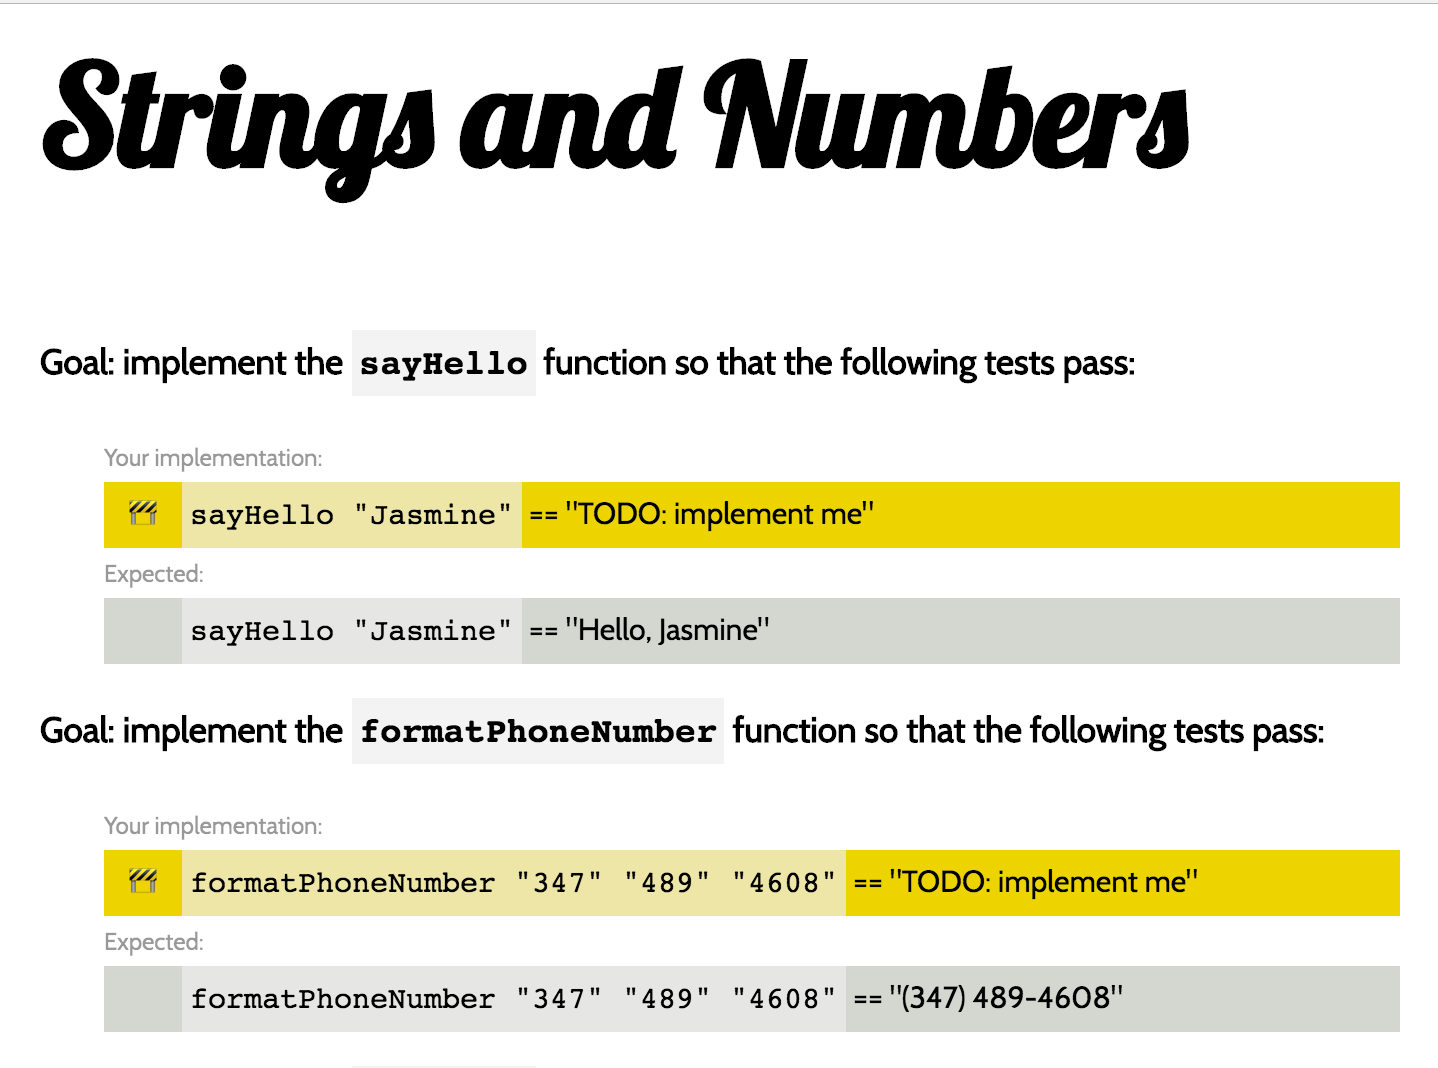 Strings and Numbers
Goal: implement the sayHello function so that the following tests pass:
Your implementation:
sayHello "Jasmine" == "TODO: implement me"
Expected:
sayHello "Jasmine" == "Hello, Jasmine"
Goal: implement the formatPhoneNumber function so that the following tests pass:
Your implementation:
formatPhoneNumber "347" "489" "4608" == "TODO: implement me"
Expected:
formatPhoneNumber "347" "489" "4608" == "(347) 489-4608"